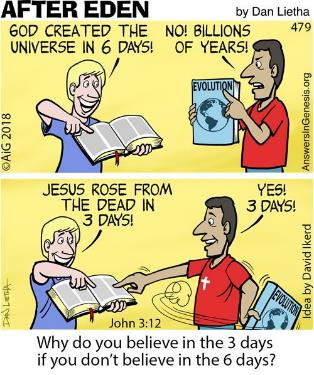 AFTER EDEN
by Dan Lietha
479
GOD CREATED THE
UNIVERSE IN 6 DAYS!
NO! BILLIONS
OF YEARS!
EVOLUTION
©AiG 2018
AnswersInGenesis.org
JESUS ROSE FROM
THE DEAD IN
3 DAYS!
YES!
3 DAYS!
EVOLUTION
DAN LIETHA
John 3:12
Idea by David Ikerd
Why do you believe in the 3 days
if you don’t believe in the 6 days?